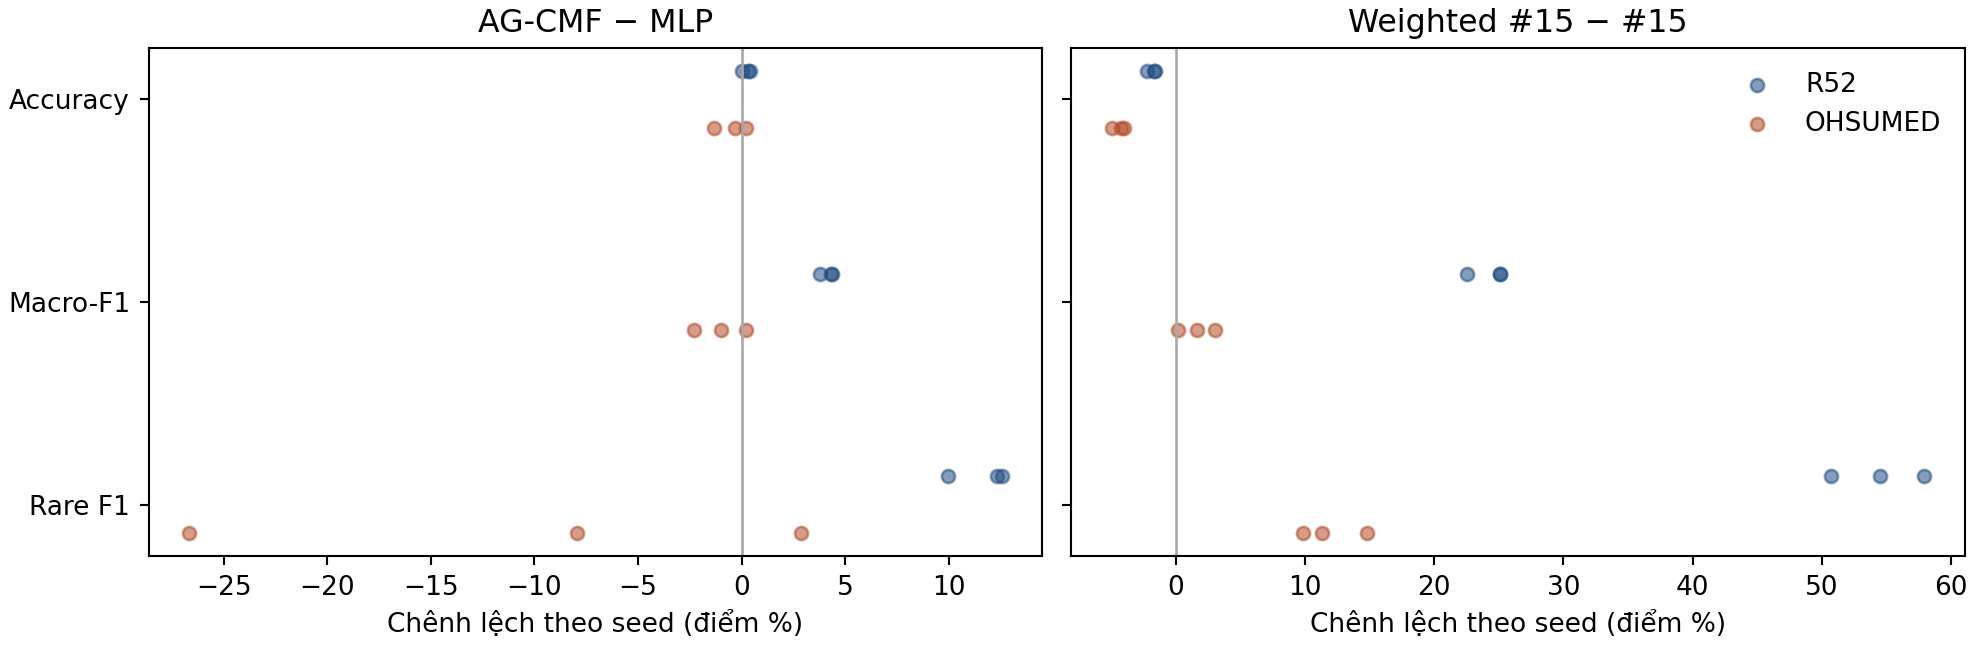 AG-CMF − MLP
Weighted #15 − #15
Accuracy
Macro-F1
Rare F1
R52
OHSUMED
−25 −20 −15 −10 −5 0 5 10
0 10 20 30 40 50 60
Chênh lệch theo seed (điểm %)
Chênh lệch theo seed (điểm %)